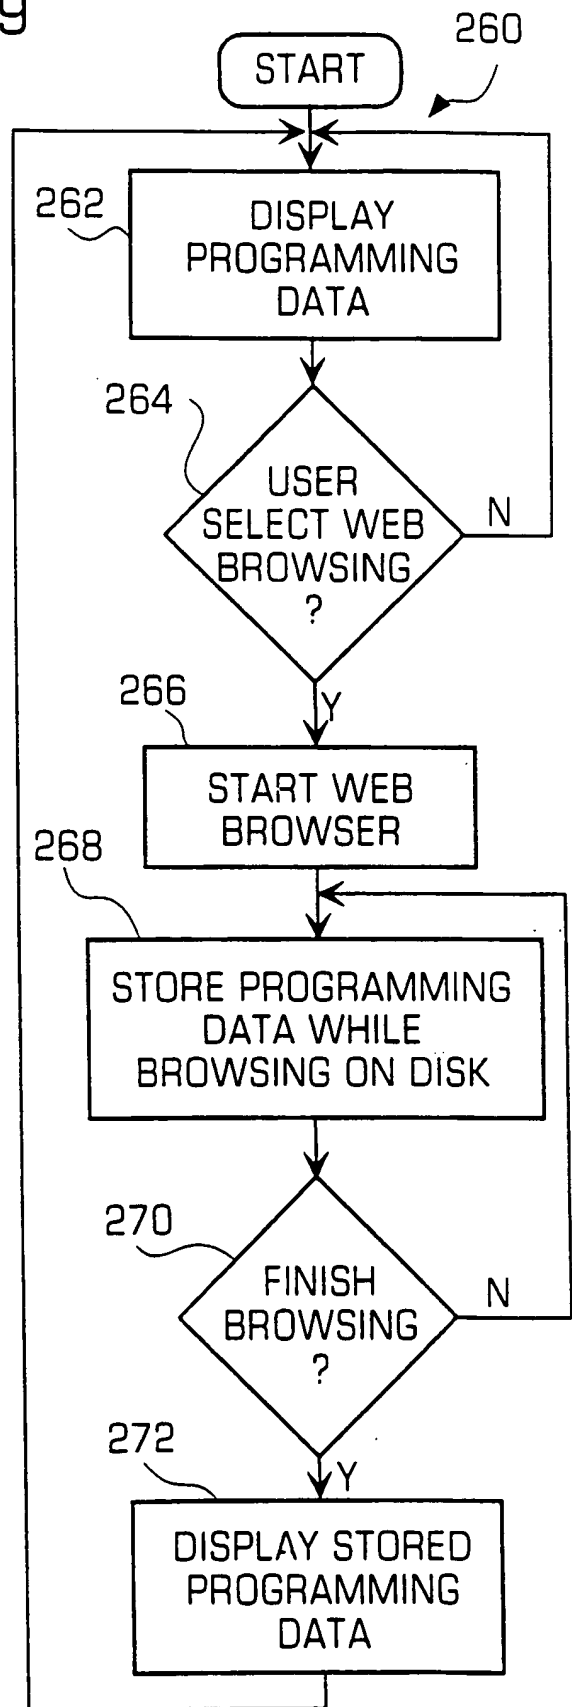 g
260
START
262
DISPLAY
PROGRAMMING
DATA
264
USER
SELECT WEB
BROWSING
?
N
Y
266
START WEB
BROWSER
268
STORE PROGRAMMING
DATA WHILE
BROWSING ON DISK
270
FINISH
BROWSING
?
N
Y
272
DISPLAY STORED
PROGRAMMING
DATA